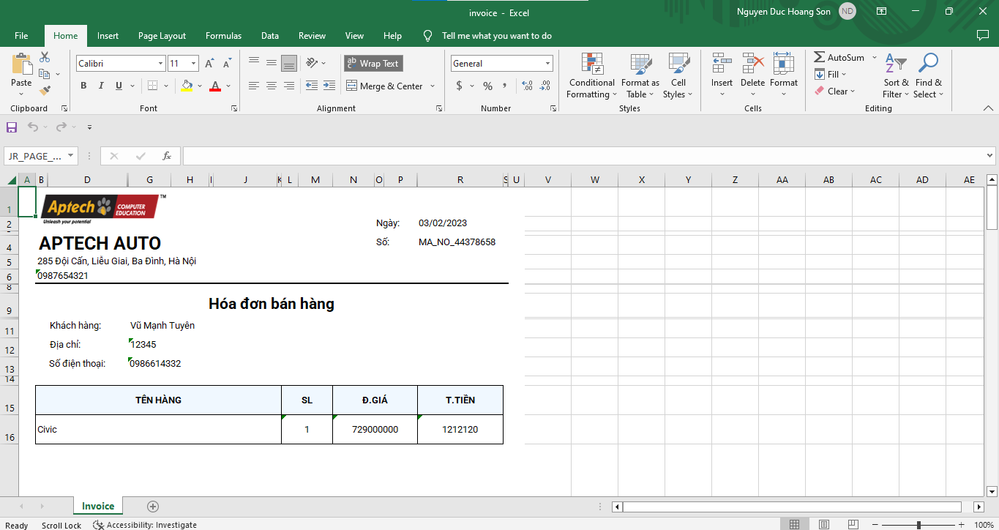 invoice - Excel
Nguyen Duc Hoang Son ND
File Home Insert Page Layout Formulas Data Review View Help Tell me what you want to do
Calibri 11 Wrap Text General AutoSum
Paste B I U Merge & Center $ % , Conditional Formatting Format as Table Cell Styles Insert Delete Format Fill Clear Sort & Filter Find & Select
Clipboard Font Alignment Number Styles Cells Editing
JR_PAGE_... fx
A B D G H I J K L M N O P R S U V W X Y Z AA AB AC AD AE
1
Aptech COMPUTER EDUCATION TM
Unleash your potential
2 Ngày: 03/02/2023
4 APTECH AUTO Số: MA_NO_44378658
5 285 Đội Cấn, Liễu Giai, Ba Đình, Hà Nội
6 0987654321
8
9 Hóa đơn bán hàng
11 Khách hàng: Vũ Mạnh Tuyên
12 Địa chỉ: 12345
13 Số điện thoại: 0986614332
14
15 TÊN HÀNG SL Đ.GIÁ T.TIỀN
16 Civic 1 729000000 1212120
Invoice
Ready Scroll Lock Accessibility: Investigate 100%